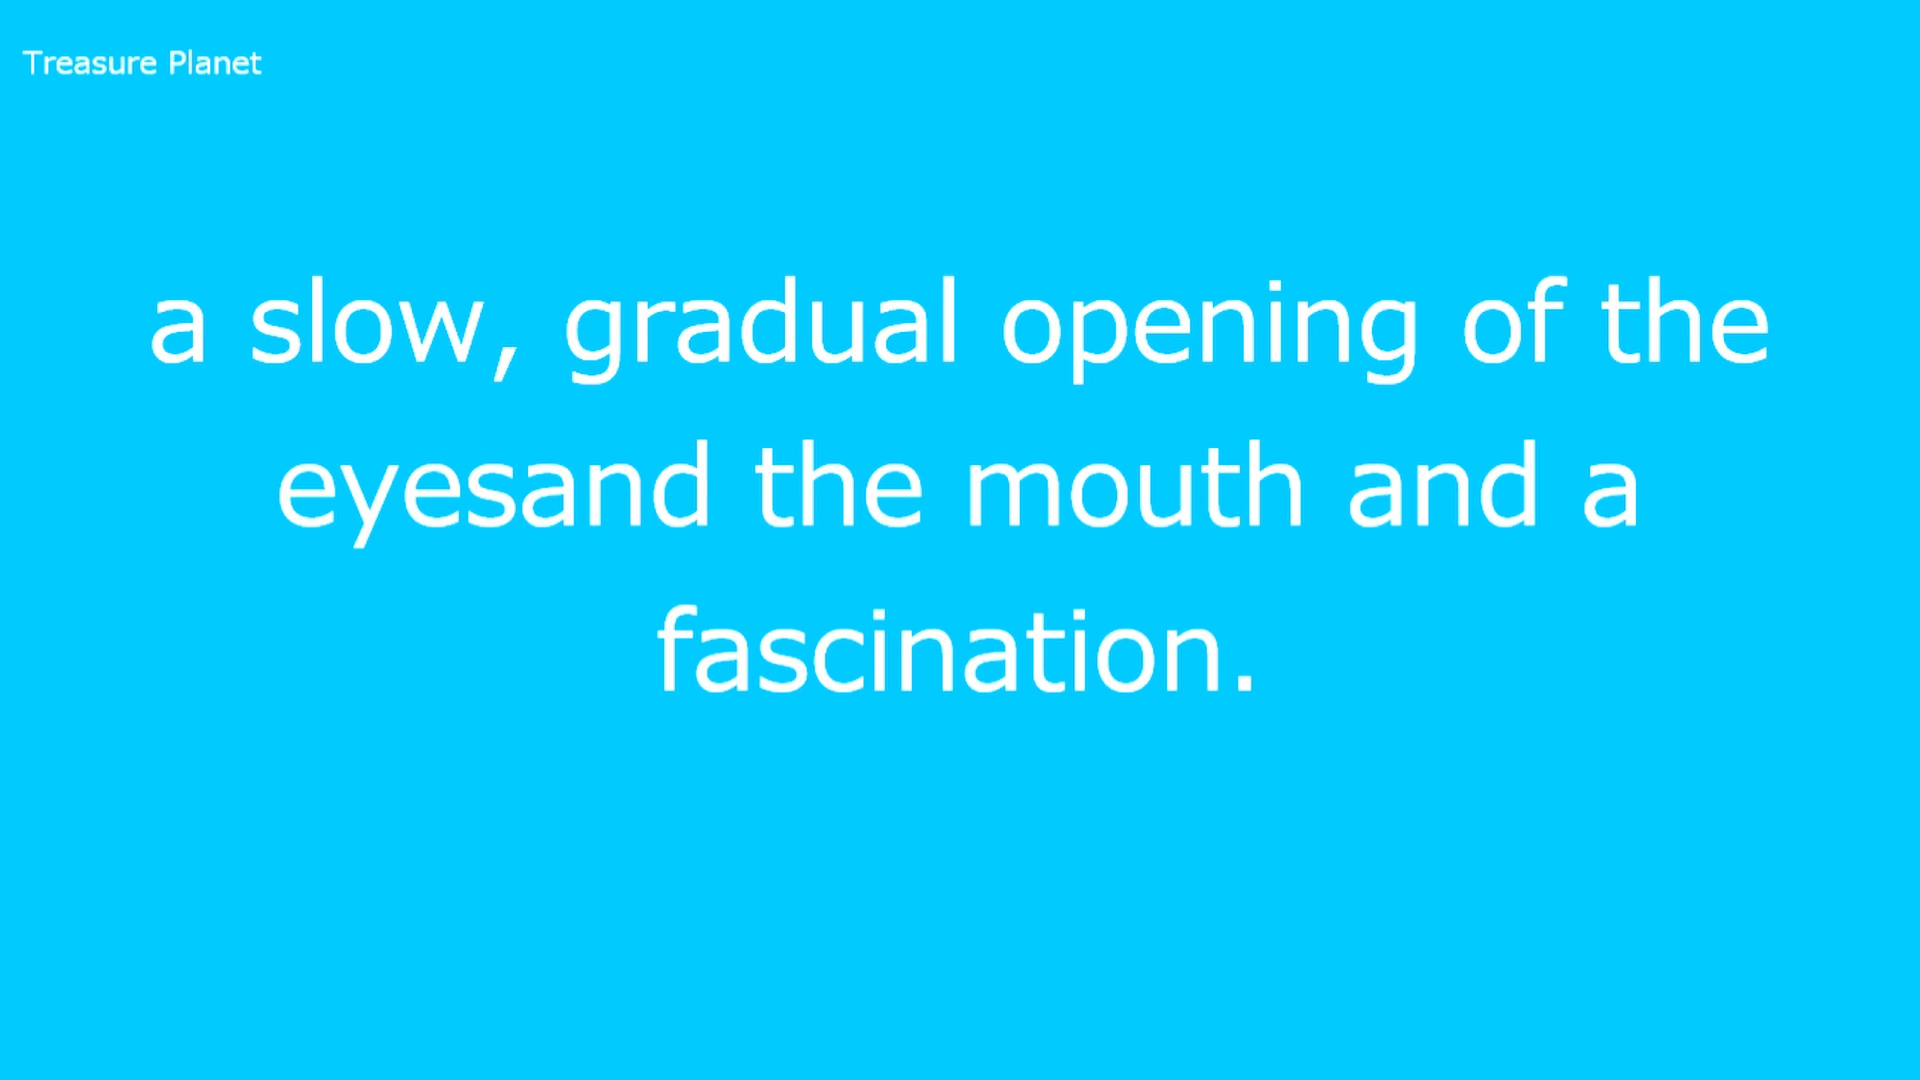 Treasure Planet
a slow, gradual opening of the
eyesand the mouth and a
fascination.